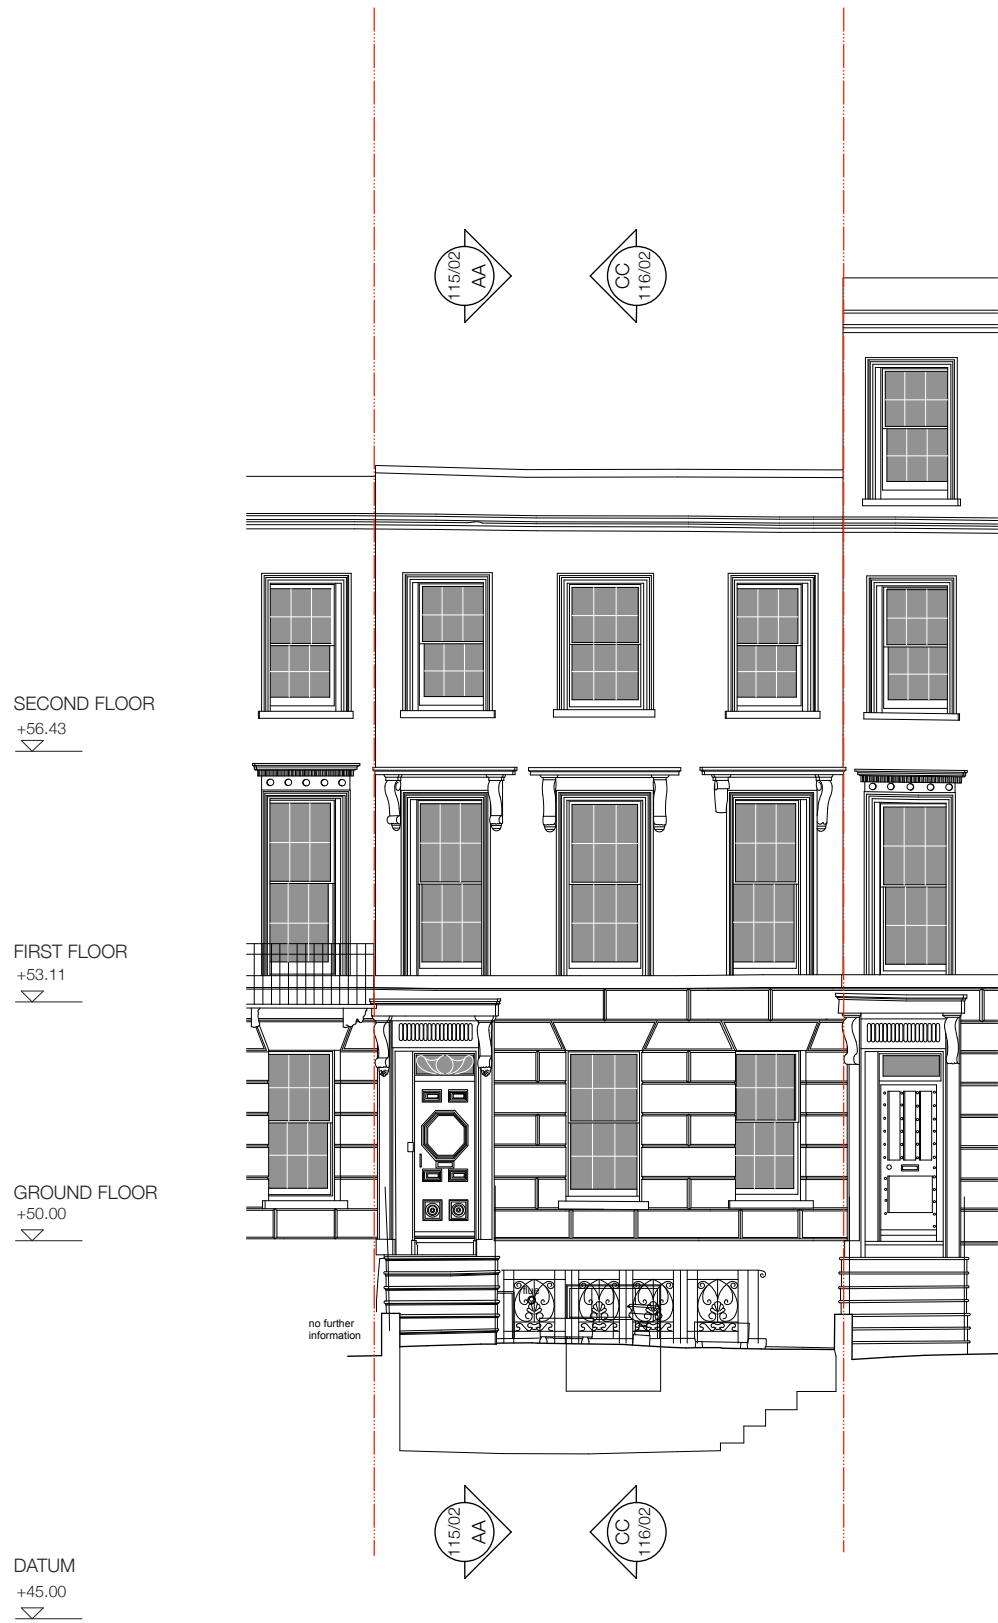 115/02
AA
CC
116/02
SECOND FLOOR
+56.43
FIRST FLOOR
+53.11
GROUND FLOOR
+50.00
flue
no further
information
115/02
AA
CC
116/02
DATUM
+45.00